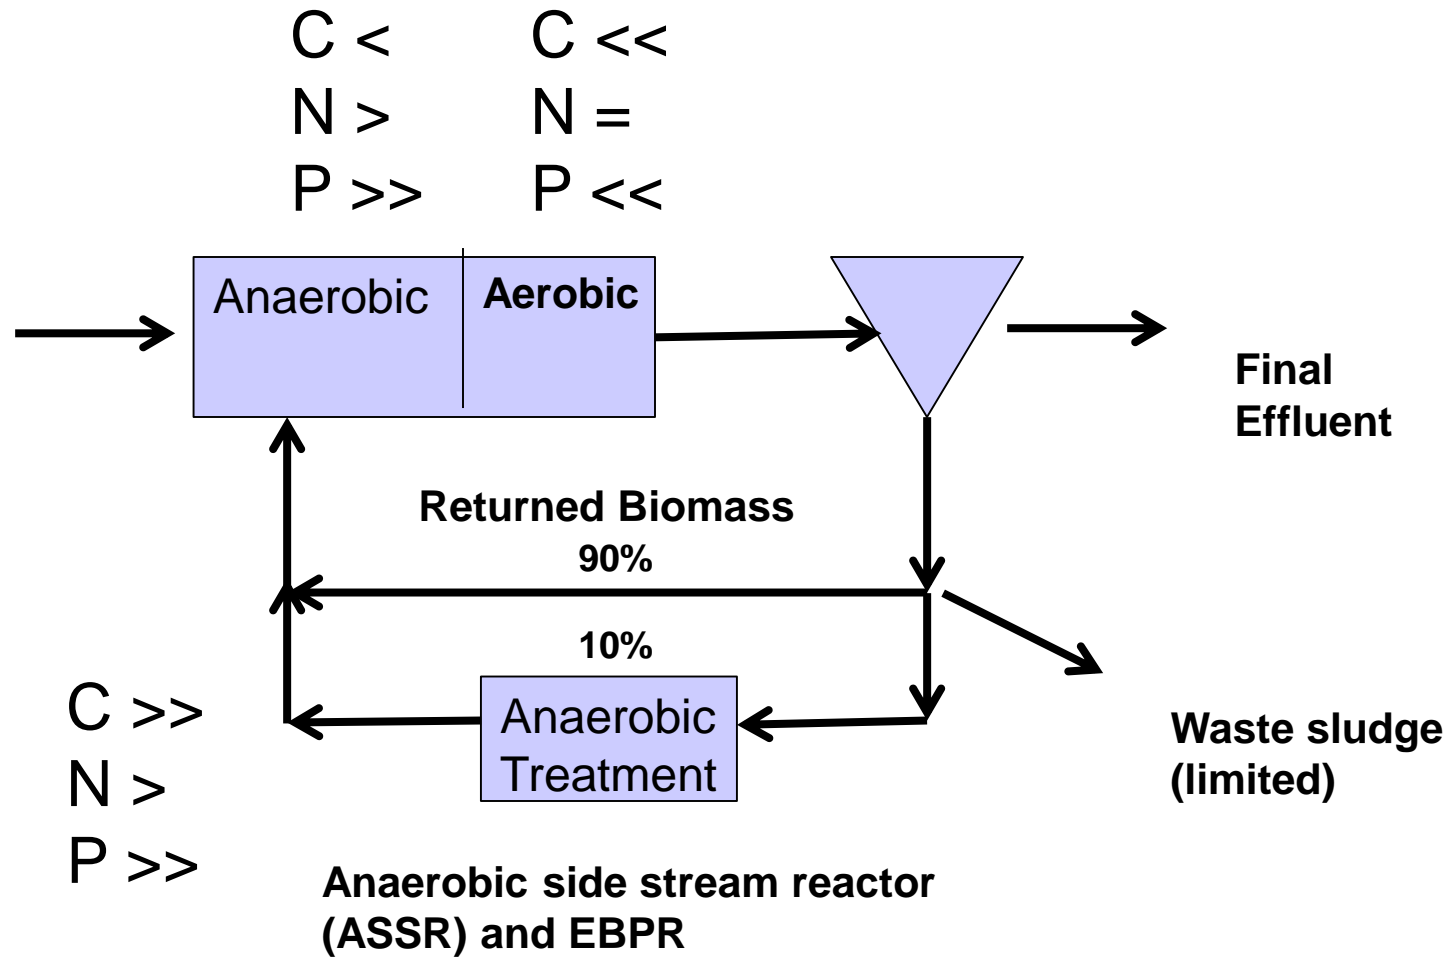 C <
N >
P >>
C <<
N =
P <<
Anaerobic
Aerobic
Final
Effluent
Returned Biomass
90%
10%
C >>
N >
P >>
Anaerobic
Treatment
Waste sludge
(limited)
Anaerobic side stream reactor
(ASSR) and EBPR